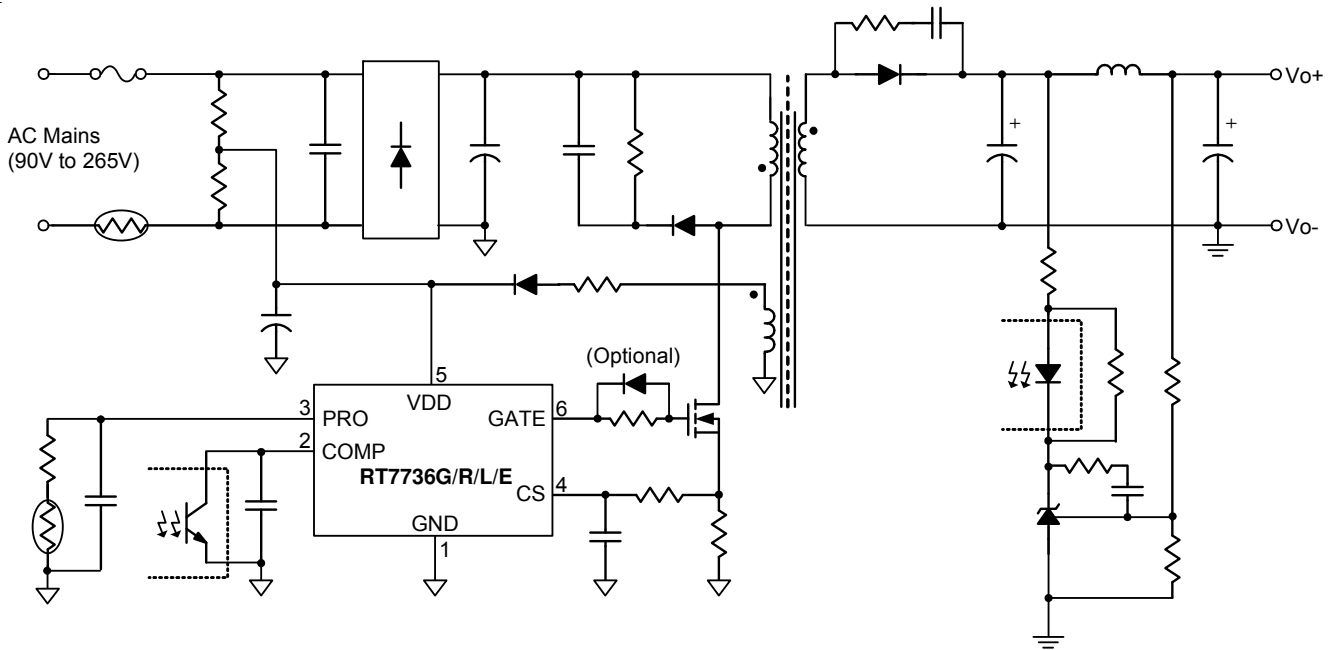 +
+
Vo+
AC Mains
(90V to 265V)
Vo-
(Optional)
5
VDD
3
PRO
GATE
6
2
COMP
RT7736G/R/L/E
CS
4
GND
1